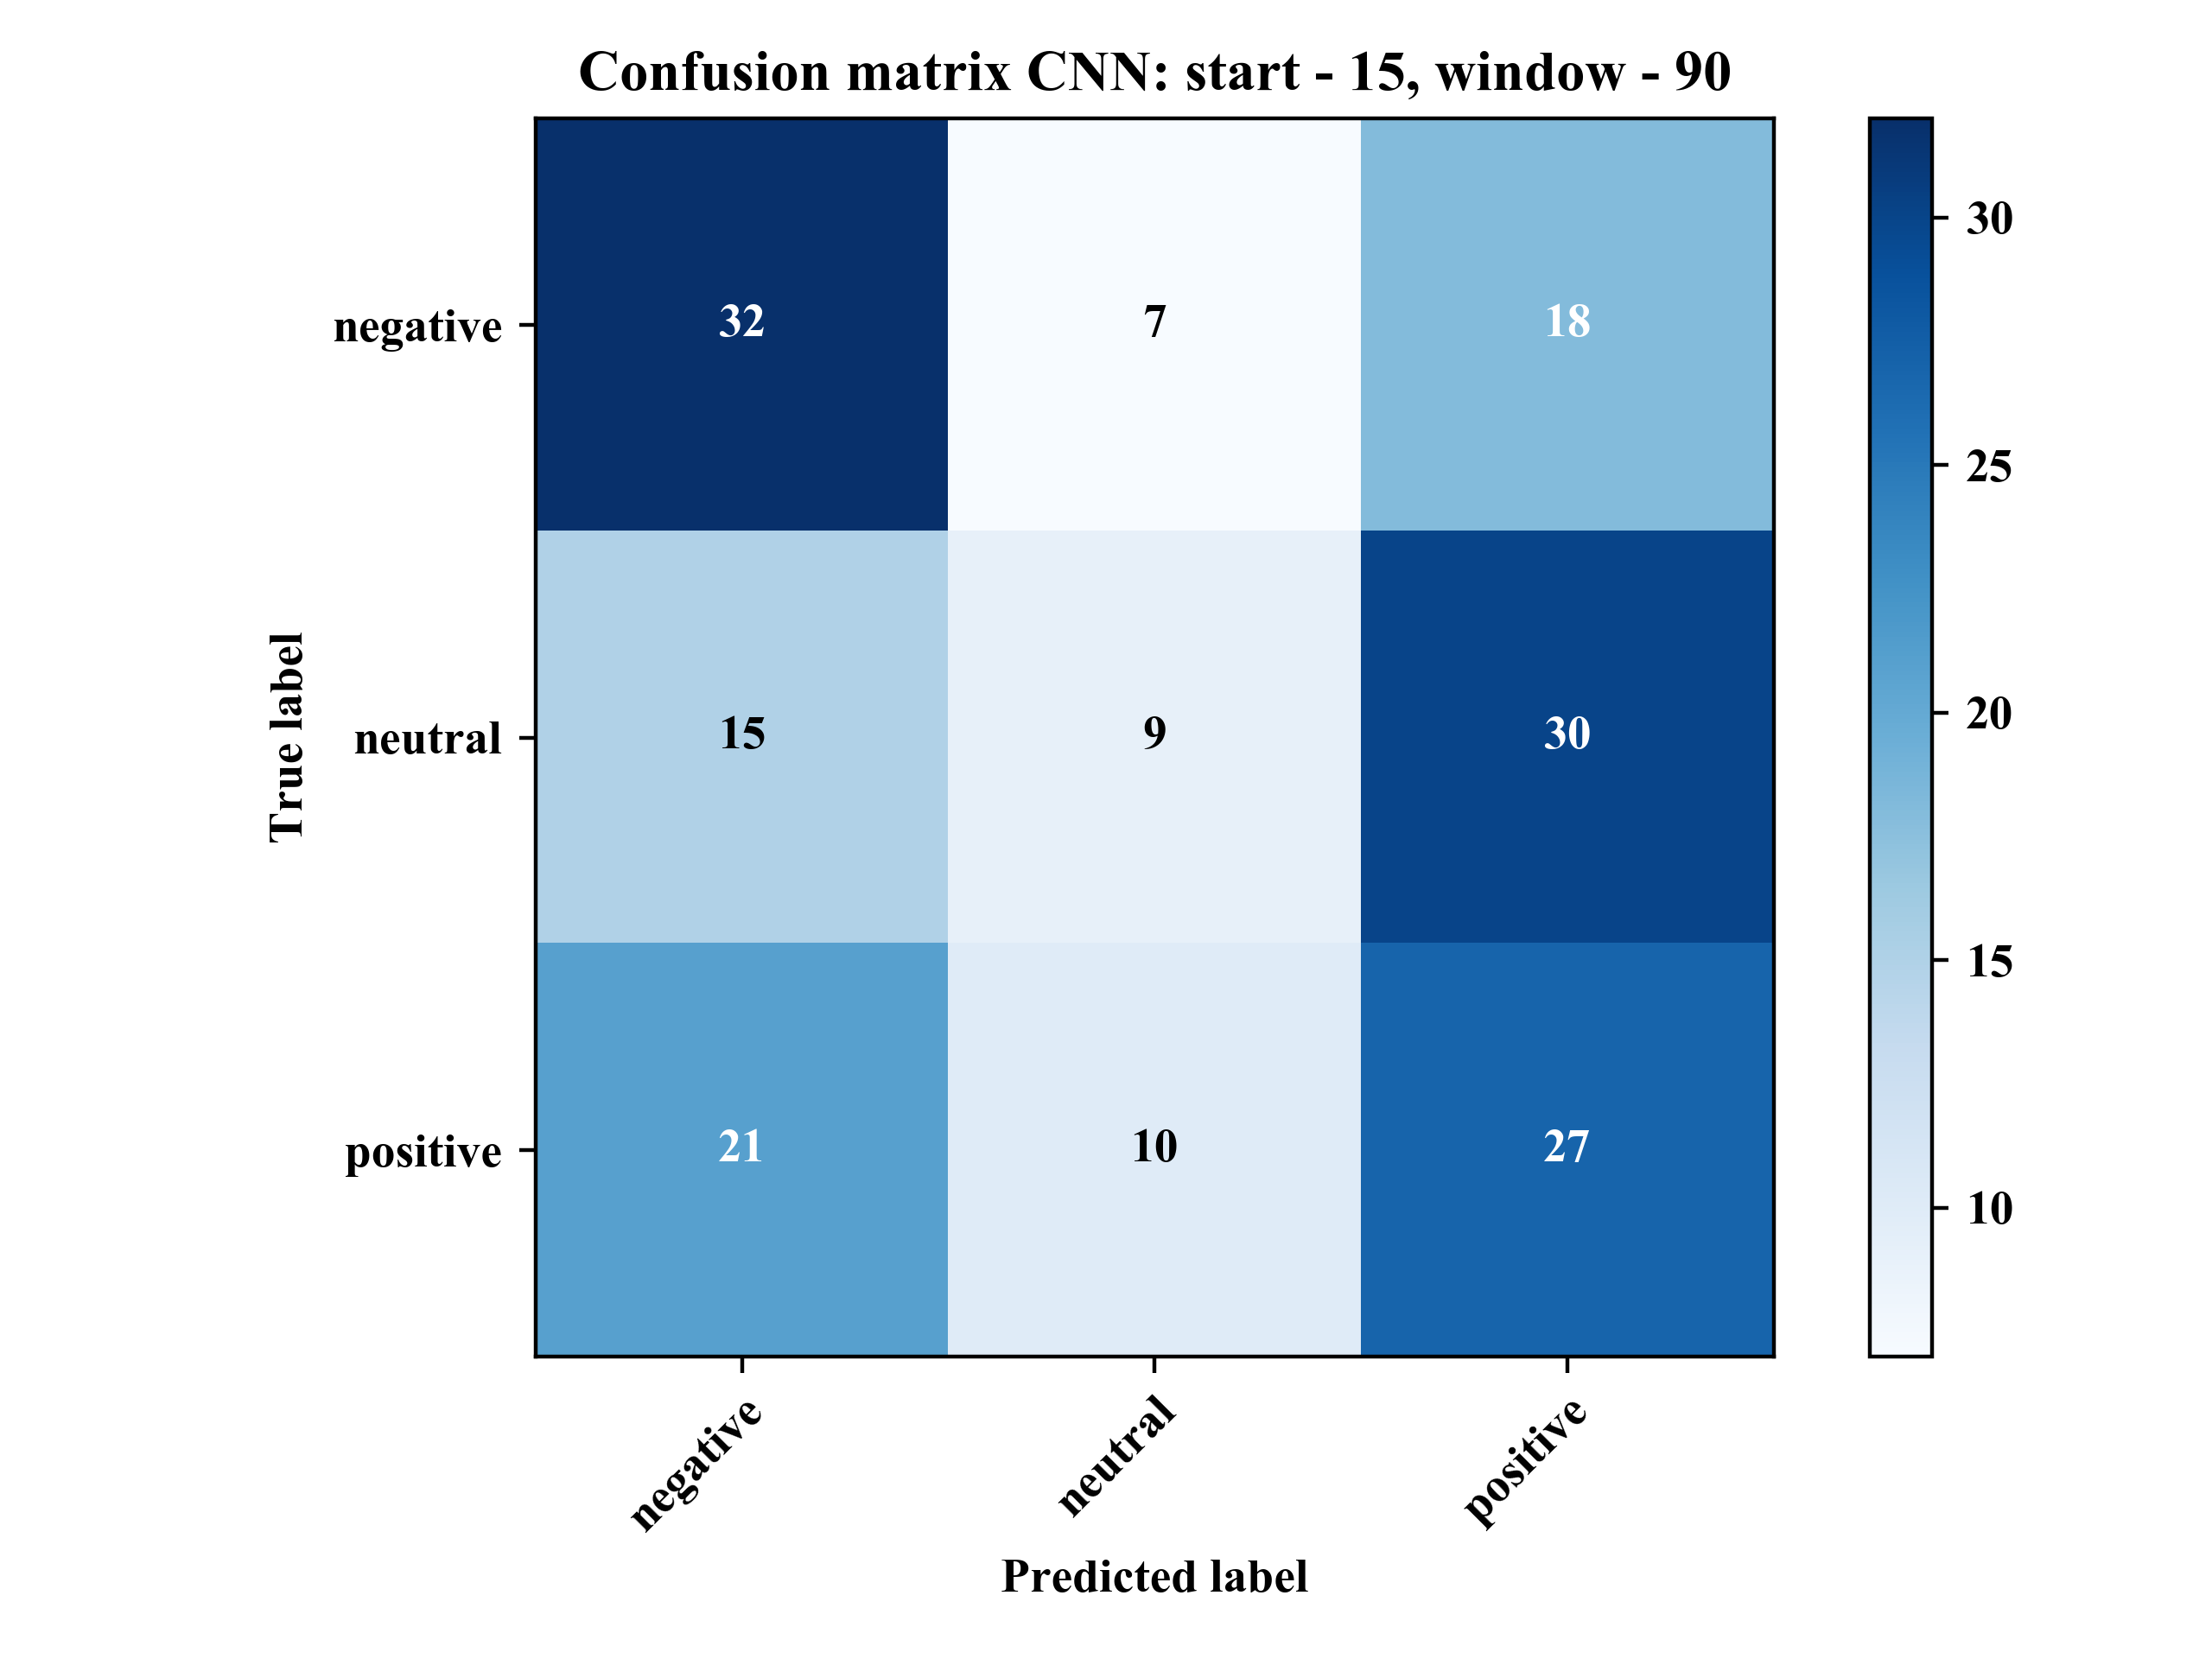 Confusion matrix CNN: start - 15, window - 90
True label
negative 32 7 18
neutral 15 9 30
positive 21 10 27
negative neutral positive
Predicted label
30
25
20
15
10